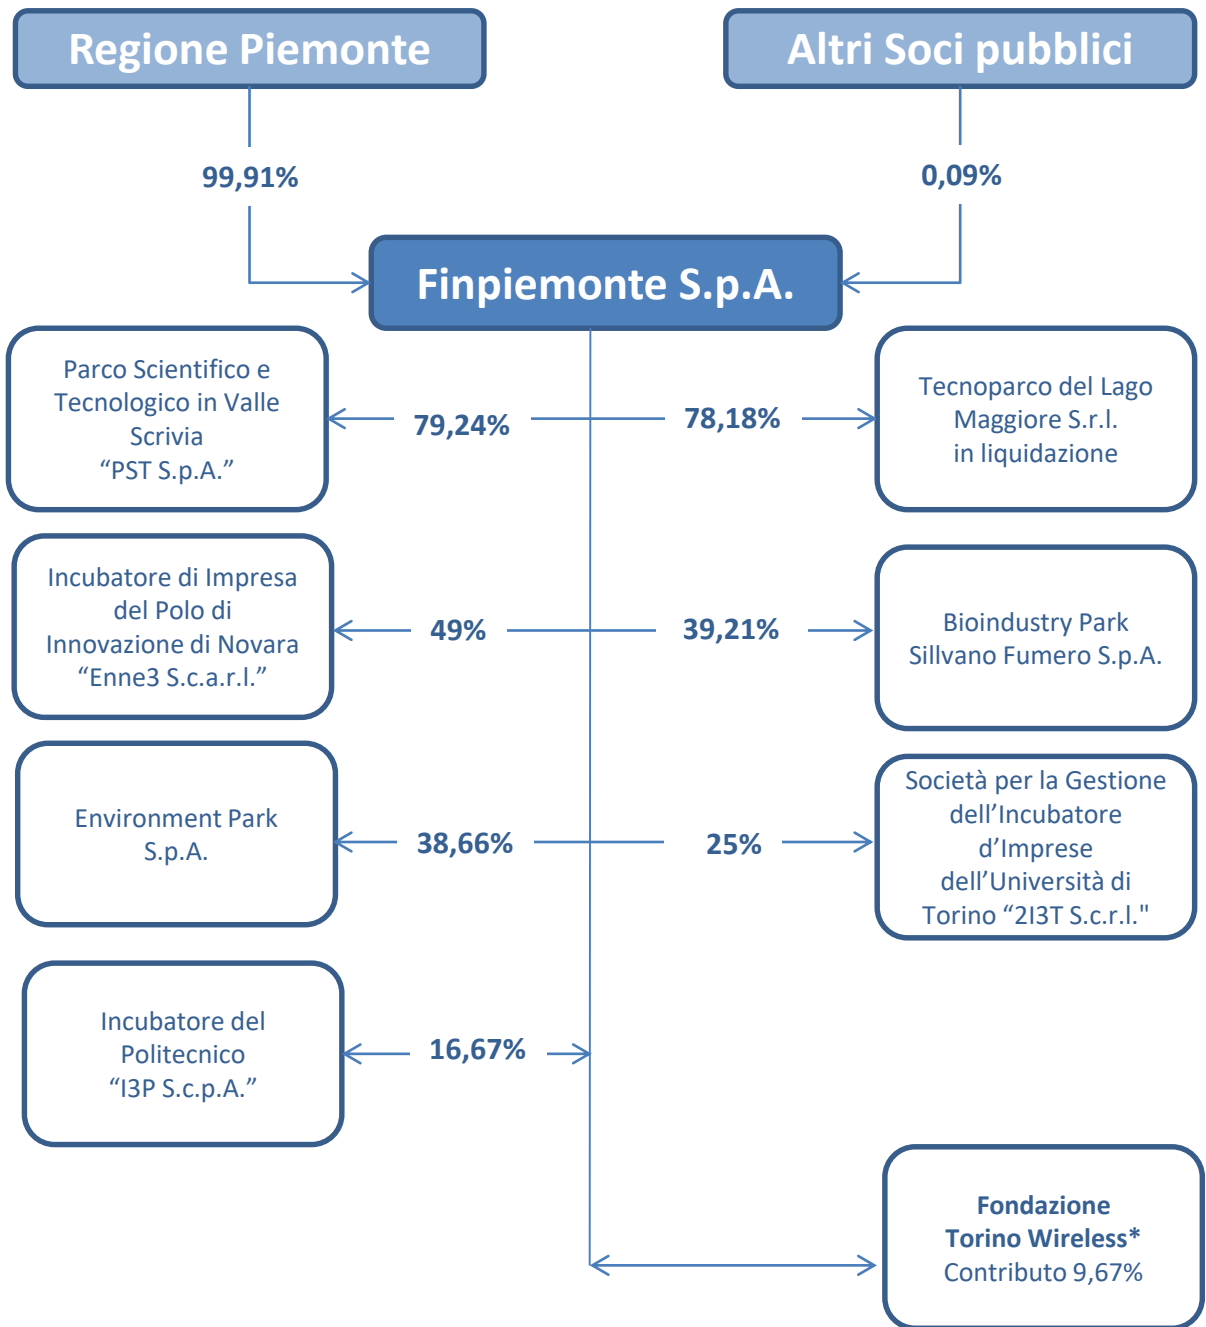 Regione Piemonte
Altri Soci pubblici
99,91%
0,09%
Finpiemonte S.p.A.
Parco Scientifico e
Tecnologico in Valle
Scrivia
“PST S.p.A.”
79,24%
78,18%
Tecnoparco del Lago
Maggiore S.r.l.
in liquidazione
Incubatore di Impresa
del Polo di
Innovazione di Novara
“Enne3 S.c.a.r.l.”
49%
39,21%
Bioindustry Park
Sillvano Fumero S.p.A.
Environment Park
S.p.A.
38,66%
25%
Società per la Gestione
dell’Incubatore
d’Imprese
dell’Università di
Torino “2I3T S.c.r.l."
Incubatore del
Politecnico
“I3P S.c.p.A.”
16,67%
Fondazione
Torino Wireless*
Contributo 9,67%